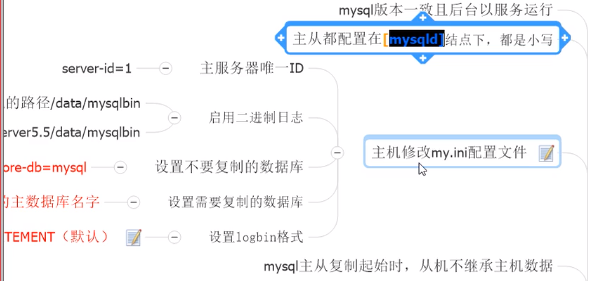 mysql版本一致且后台以服务运行
主从都配置在[mysqld]结点下，都是小写
server-id=1
主服务器唯一ID
的路径/data/mysqlbin
启用二进制日志
erver5.5/data/mysqlbin
主机修改my.ini配置文件
ore-db=mysql
设置不要复制的数据库
的主数据库名字
设置需要复制的数据库
TEMENT（默认）
设置logbin格式
mysql主从复制起始时，从机不继承主机数据